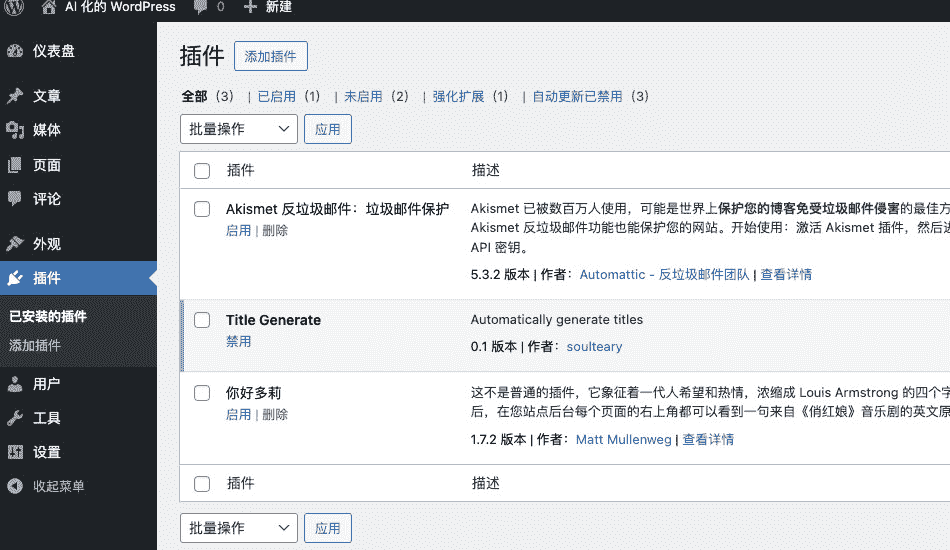 AI 化的 WordPress 0 新建
仪表盘
文章
媒体
页面
评论
外观
插件
已安装的插件
添加插件
用户
工具
设置
收起菜单
插件 添加插件
全部 (3) | 已启用 (1) | 未启用 (2) | 强化扩展 (1) | 自动更新已禁用 (3)
批量操作 应用
插件 描述
Akismet 反垃圾邮件：垃圾邮件保护
启用 | 删除
Akismet 已被数百万人使用，可能是世界上保护您的博客免受垃圾邮件侵害的最佳方
Akismet 反垃圾邮件功能也能保护您的网站。开始使用：激活 Akismet 插件，然后
API 密钥。
5.3.2 版本 | 作者：Automattic - 反垃圾邮件团队 | 查看详情
Title Generate
禁用
Automatically generate titles
0.1 版本 | 作者：soulteary
你好多莉
启用 | 删除
这不是普通的插件，它象征着一代人希望和热情，浓缩成 Louis Armstrong 的四个字
后，在您站点后台每个页面的右上角都可以看到一句来自《俏红娘》音乐剧的英文原
1.7.2 版本 | 作者：Matt Mullenweg | 查看详情
插件 描述
批量操作 应用